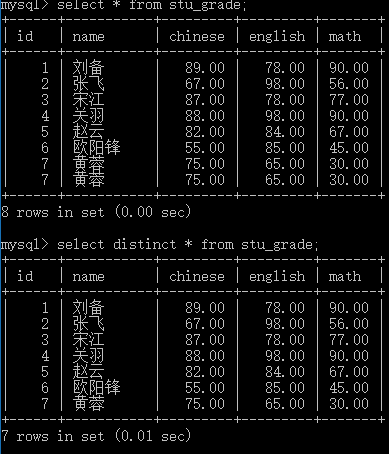 mysql> select * from stu_grade;
+------+--------+---------+---------+-------+
| id | name | chinese | english | math |
+------+--------+---------+---------+-------+
| 1 | 刘备 | 89.00 | 78.00 | 90.00 |
| 2 | 张飞 | 67.00 | 98.00 | 56.00 |
| 3 | 宋江 | 87.00 | 78.00 | 77.00 |
| 4 | 关羽 | 88.00 | 98.00 | 90.00 |
| 5 | 赵云 | 82.00 | 84.00 | 67.00 |
| 6 | 欧阳锋 | 55.00 | 85.00 | 45.00 |
| 7 | 黄蓉 | 75.00 | 65.00 | 30.00 |
| 7 | 黄蓉 | 75.00 | 65.00 | 30.00 |
+------+--------+---------+---------+-------+
8 rows in set (0.00 sec)
mysql> select distinct * from stu_grade;
+------+--------+---------+---------+-------+
| id | name | chinese | english | math |
+------+--------+---------+---------+-------+
| 1 | 刘备 | 89.00 | 78.00 | 90.00 |
| 2 | 张飞 | 67.00 | 98.00 | 56.00 |
| 3 | 宋江 | 87.00 | 78.00 | 77.00 |
| 4 | 关羽 | 88.00 | 98.00 | 90.00 |
| 5 | 赵云 | 82.00 | 84.00 | 67.00 |
| 6 | 欧阳锋 | 55.00 | 85.00 | 45.00 |
| 7 | 黄蓉 | 75.00 | 65.00 | 30.00 |
+------+--------+---------+---------+-------+
7 rows in set (0.01 sec)